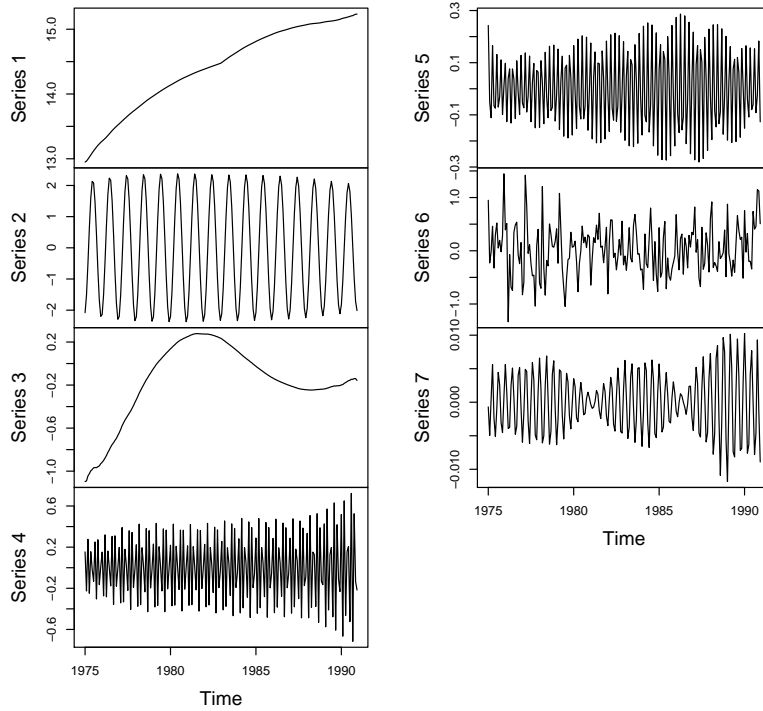 Series 1
13.0 14.0 15.0
Series 2
-2 -1 0 1 2
Series 3
-1.0 -0.6 -0.2 0.2
Series 4
-0.6 -0.2 0.2 0.6
1975 1980 1985 1990
Time
Series 5
-0.3 -0.1 0.1 0.3
Series 6
-1.0 0.0 1.0
Series 7
-0.010 0.000 0.010
1975 1980 1985 1990
Time